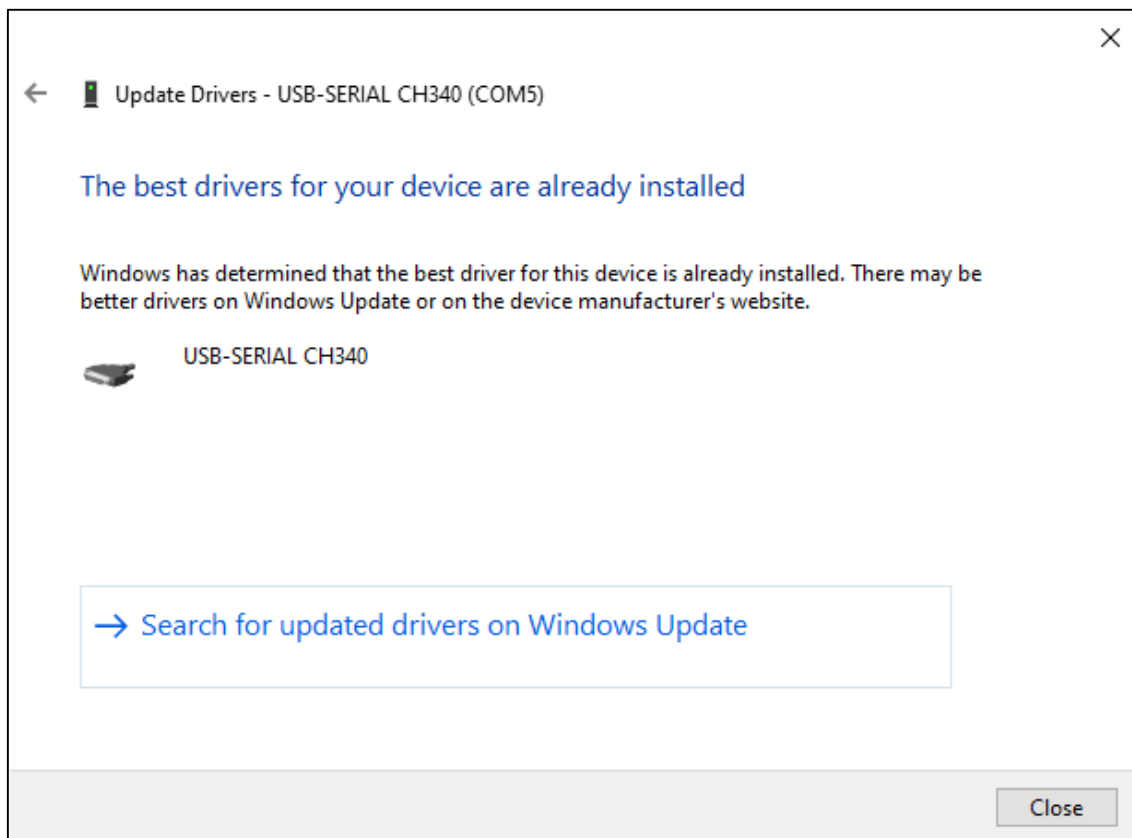 Update Drivers - USB-SERIAL CH340 (COM5)
The best drivers for your device are already installed
Windows has determined that the best driver for this device is already installed. There may be
better drivers on Windows Update or on the device manufacturer's website.
USB-SERIAL CH340
Search for updated drivers on Windows Update
Close